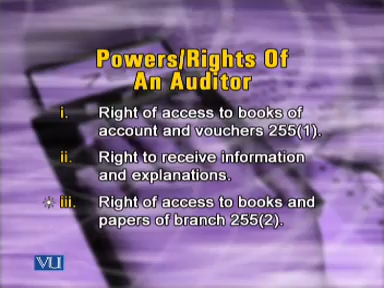 Powers/Rights Of
An Auditor
i. Right of access to books of
account and vouchers 255(1).
ii. Right to receive information
and explanations.
iii. Right of access to books and
papers of branch 255(2).
VU